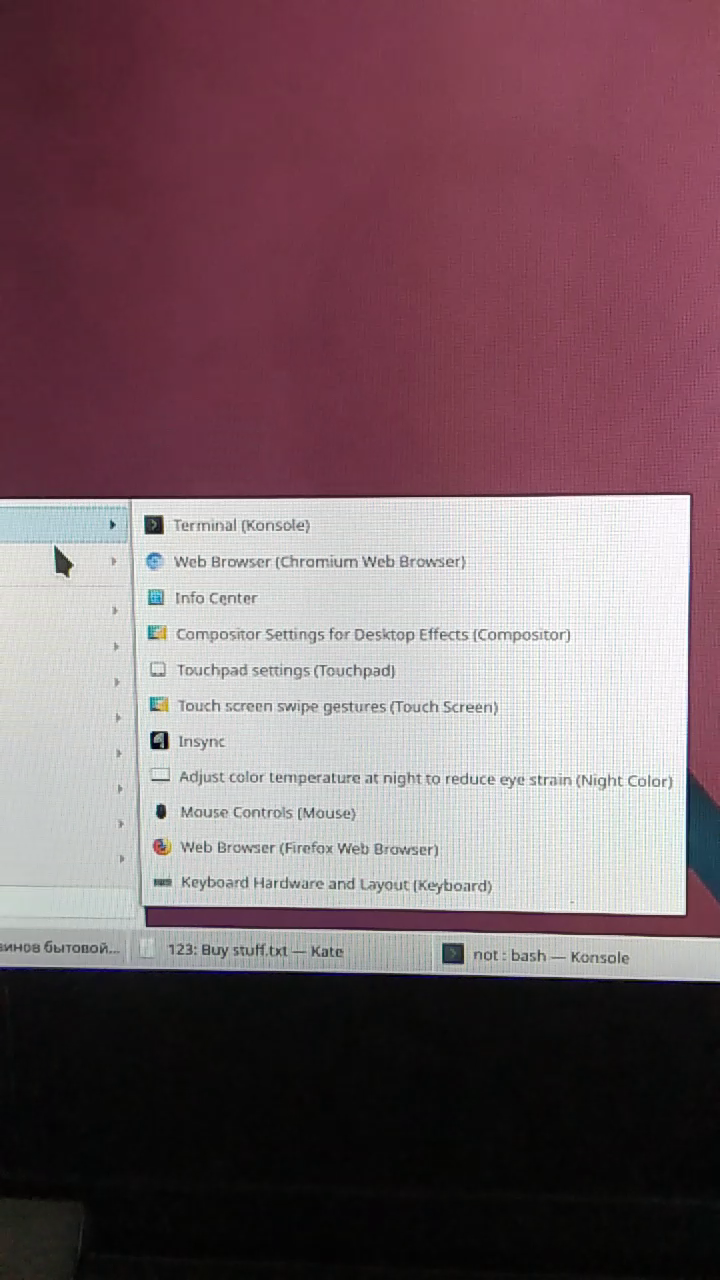 Terminal (Konsole)
Web Browser (Chromium Web Browser)
Info Center
Compositor Settings for Desktop Effects (Compositor)
Touchpad settings (Touchpad)
Touch screen swipe gestures (Touch Screen)
Insync
Adjust color temperature at night to reduce eye strain (Night Color)
Mouse Controls (Mouse)
Web Browser (Firefox Web Browser)
Keyboard Hardware and Layout (Keyboard)
бытовой... 123: Buy stuff.txt — Kate not : bash — Konsole